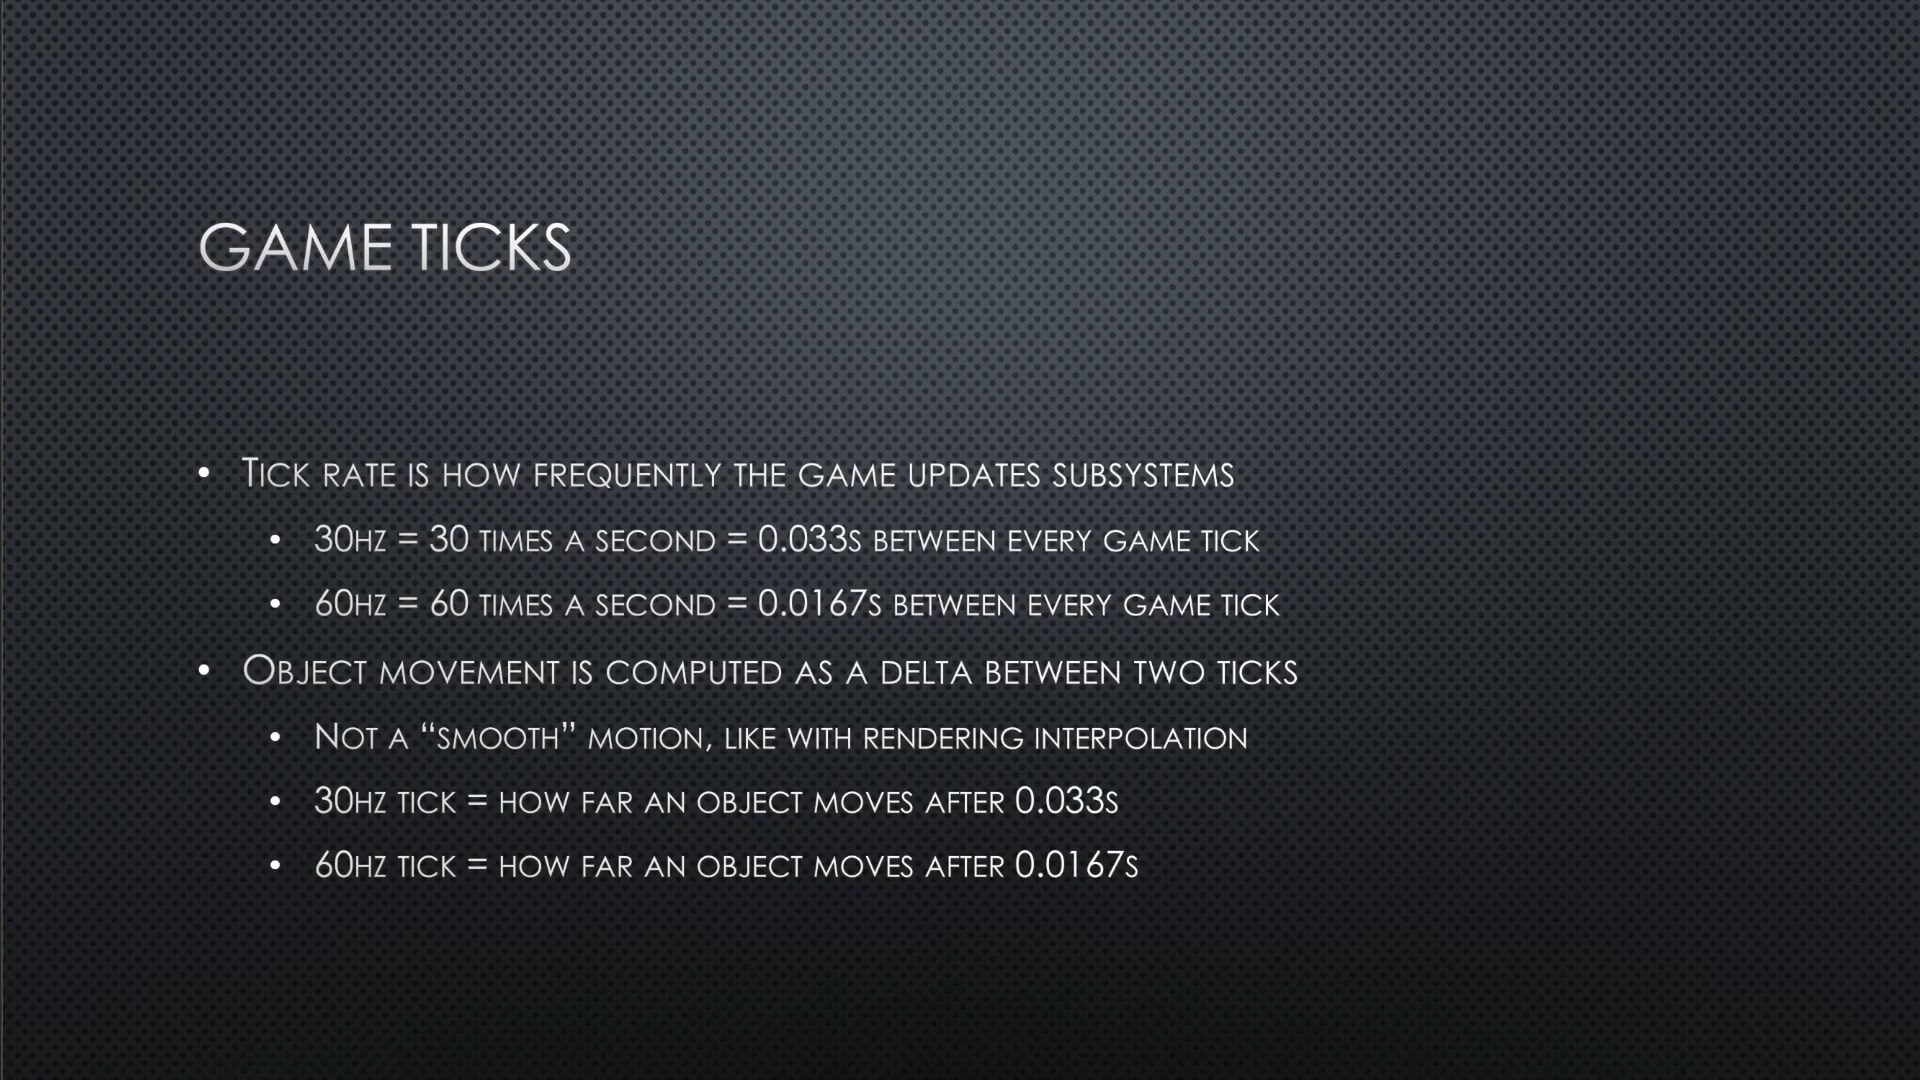 GAME TICKS
• TICK RATE IS HOW FREQUENTLY THE GAME UPDATES SUBSYSTEMS
• 30HZ = 30 TIMES A SECOND = 0.033S BETWEEN EVERY GAME TICK
• 60HZ = 60 TIMES A SECOND = 0.0167S BETWEEN EVERY GAME TICK
• OBJECT MOVEMENT IS COMPUTED AS A DELTA BETWEEN TWO TICKS
• NOT A “SMOOTH” MOTION, LIKE WITH RENDERING INTERPOLATION
• 30HZ TICK = HOW FAR AN OBJECT MOVES AFTER 0.033S
• 60HZ TICK = HOW FAR AN OBJECT MOVES AFTER 0.0167S